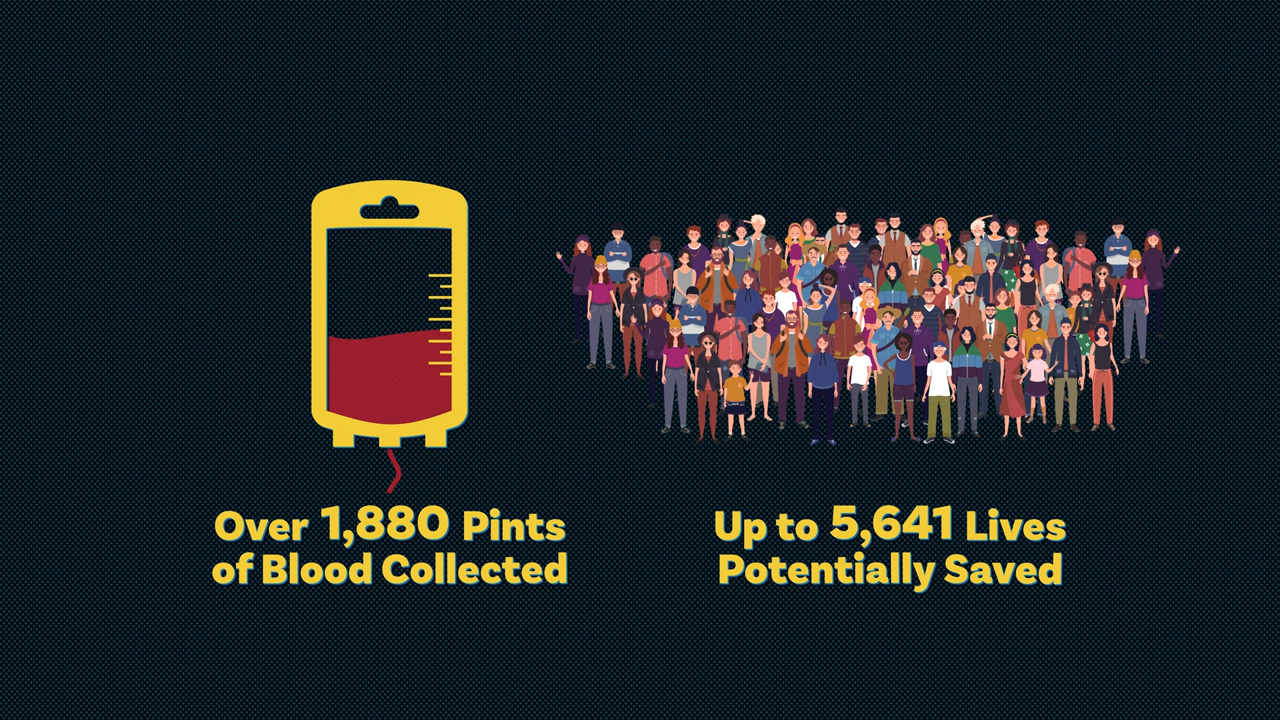 Over 1,880 Pints
of Blood Collected
Up to 5,641 Lives
Potentially Saved